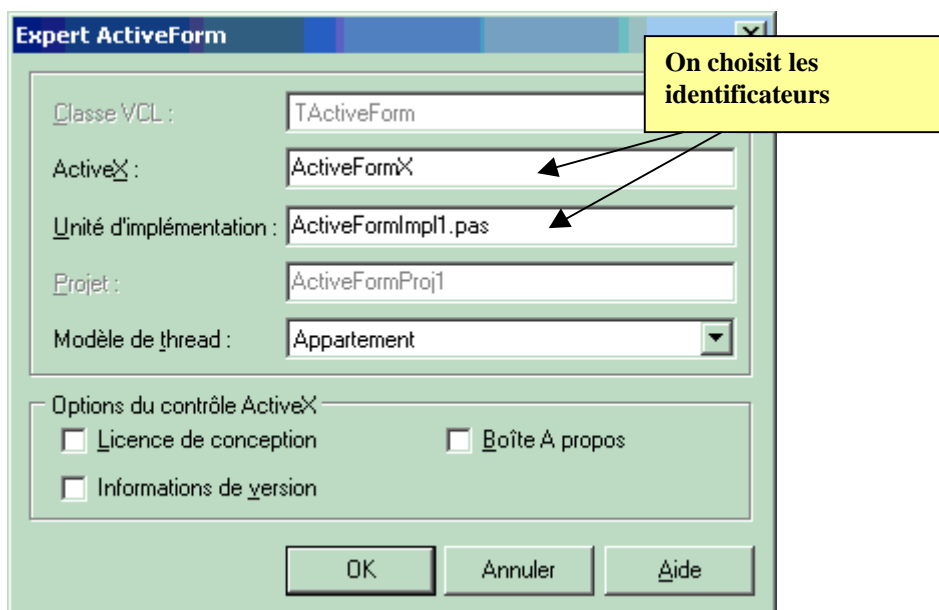 Expert ActiveForm
On choisit les
identificateurs
Classe VCL :
TActiveForm
ActiveX :
ActiveFormX
Unité d'implémentation :
ActiveFormImpl1.pas
Projet :
ActiveFormProj1
Modèle de thread :
Appartement
Options du contrôle ActiveX
Licence de conception
Boîte A propos
Informations de version
OK
Annuler
Aide